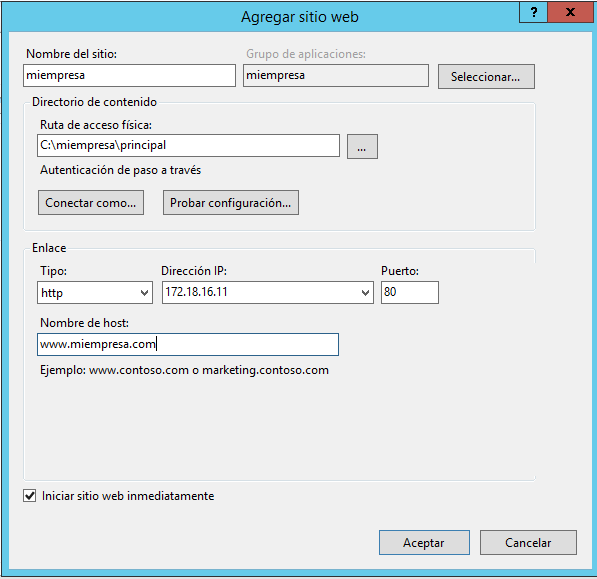 Agregar sitio web
?
x
Nombre del sitio:
Grupo de aplicaciones:
miempresa
miempresa
Seleccionar...
Directorio de contenido
Ruta de acceso física:
C:\miempresa\principal
...
Autenticación de paso a través
Conectar como...
Probar configuración...
Enlace
Tipo:
Dirección IP:
Puerto:
http
172.18.16.11
80
Nombre de host:
www.miempresa.com
Ejemplo: www.contoso.com o marketing.contoso.com
Iniciar sitio web inmediatamente
Aceptar
Cancelar